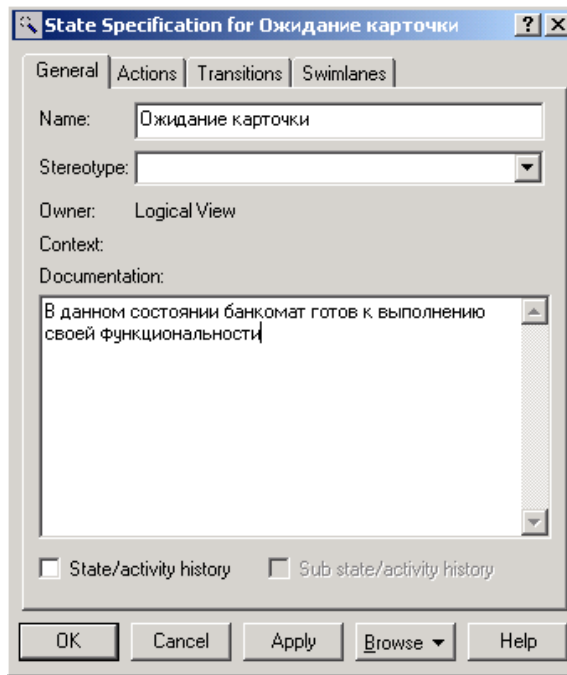 State Specification for Ожидание карточки
General Actions Transitions Swimlanes
Name: Ожидание карточки
Stereotype:
Owner: Logical View
Context:
Documentation:
В данном состоянии банкомат готов к выполнению
своей функциональности
State/activity history Sub state/activity history
OK Cancel Apply Browse Help